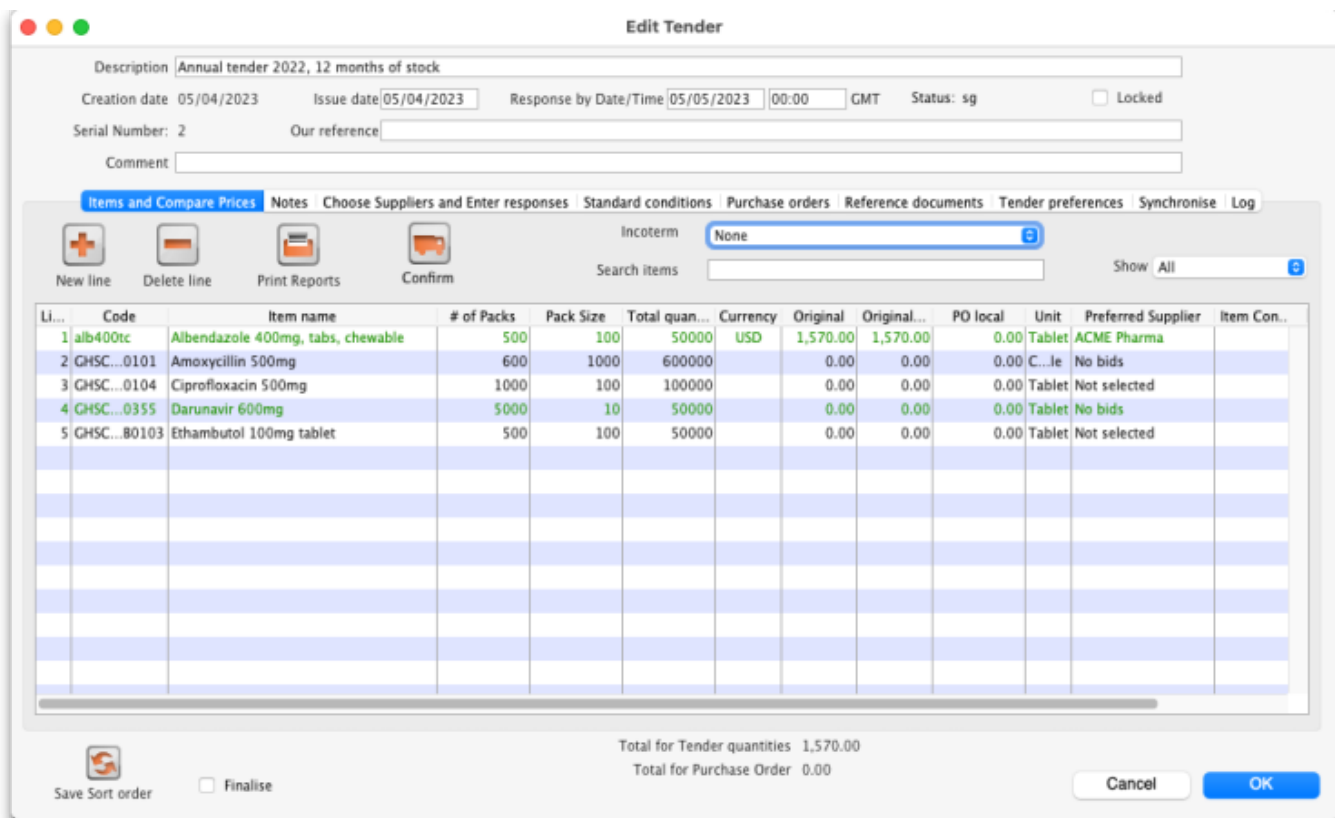 Edit Tender
Description Annual tender 2022, 12 months of stock
Creation date 05/04/2023 Issue date 05/04/2023 Response by Date/Time 05/05/2023 00:00 GMT Status: sg Locked
Serial Number: 2 Our reference
Comment
Items and Compare Prices Notes Choose Suppliers and Enter responses Standard conditions Purchase orders Reference documents Tender preferences Synchronise Log
Incoterm None
New line Delete line Print Reports Confirm Search items Show All
Li... Code Item name # of Packs Pack Size Total quan... Currency Original Original... PO local Unit Preferred Supplier Item Con..
1 alb400tc Albendazole 400mg, tabs, chewable 500 100 50000 USD 1,570.00 1,570.00 0.00 Tablet ACME Pharma
2 GHSC...0101 Amoxycillin 500mg 600 1000 600000 0.00 0.00 0.00 C...le No bids
3 GHSC...0104 Ciprofloxacin 500mg 1000 100 100000 0.00 0.00 0.00 Tablet Not selected
4 GHSC...0355 Darunavir 600mg 5000 10 50000 0.00 0.00 0.00 Tablet No bids
5 GHSC...80103 Ethambutol 100mg tablet 500 100 50000 0.00 0.00 0.00 Tablet Not selected
Total for Tender quantities 1,570.00
Total for Purchase Order 0.00
Save Sort order Finalise Cancel OK